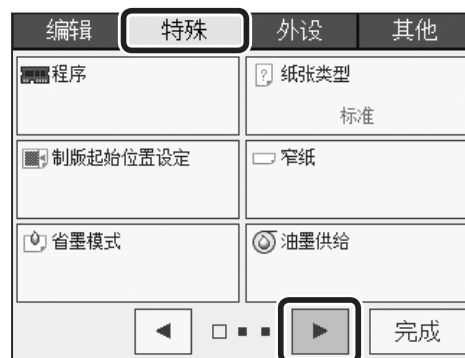 编辑 特殊 外设 其他
程序 纸张类型
标准
制版起始位置设定 窄纸
省墨模式 油墨供给
完成